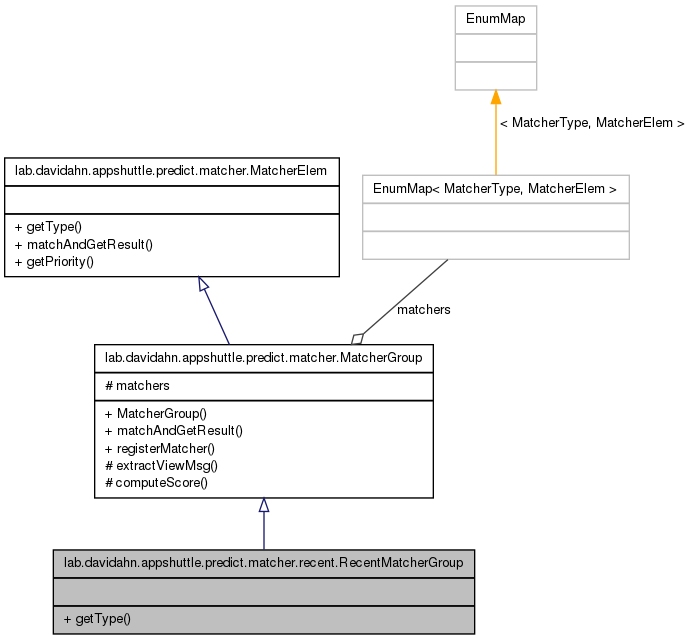 EnumMap
< MatcherType, MatcherElem >
lab.davidahn.appshuttle.predict.matcher.MatcherElem
+ getType()
+ matchAndGetResult()
+ getPriority()
EnumMap< MatcherType, MatcherElem >
matchers
lab.davidahn.appshuttle.predict.matcher.MatcherGroup
# matchers
+ MatcherGroup()
+ matchAndGetResult()
+ registerMatcher()
# extractViewMsg()
# computeScore()
lab.davidahn.appshuttle.predict.matcher.recent.RecentMatcherGroup
+ getType()